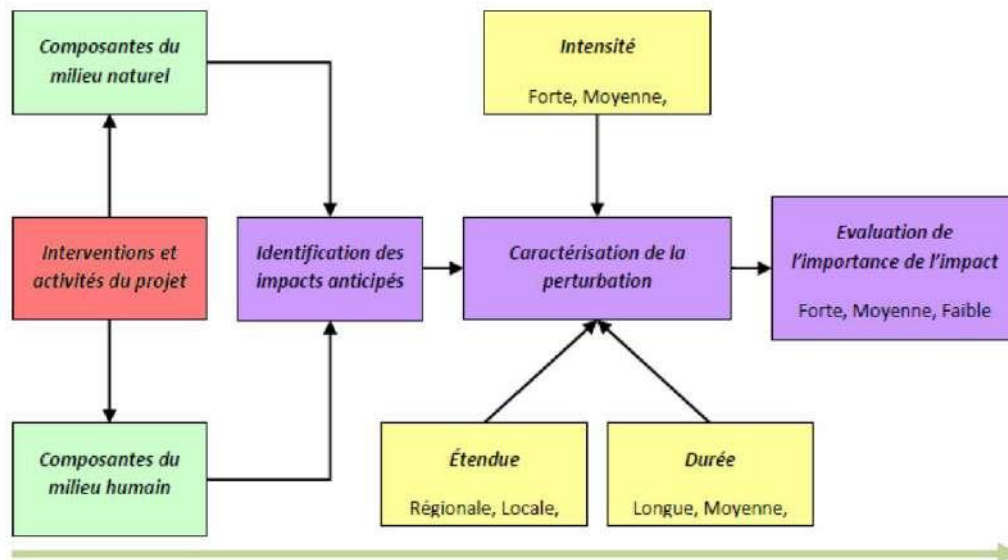 Composantes du
milieu naturel
Intensité
Forte, Moyenne,
Interventions et
activités du projet
Identification des
impacts anticipés
Caractérisation de la
perturbation
Evaluation de
l'importance de l'impact
Forte, Moyenne, Faible
Composantes du
milieu humain
Étendue
Régionale, Locale,
Durée
Longue, Moyenne,